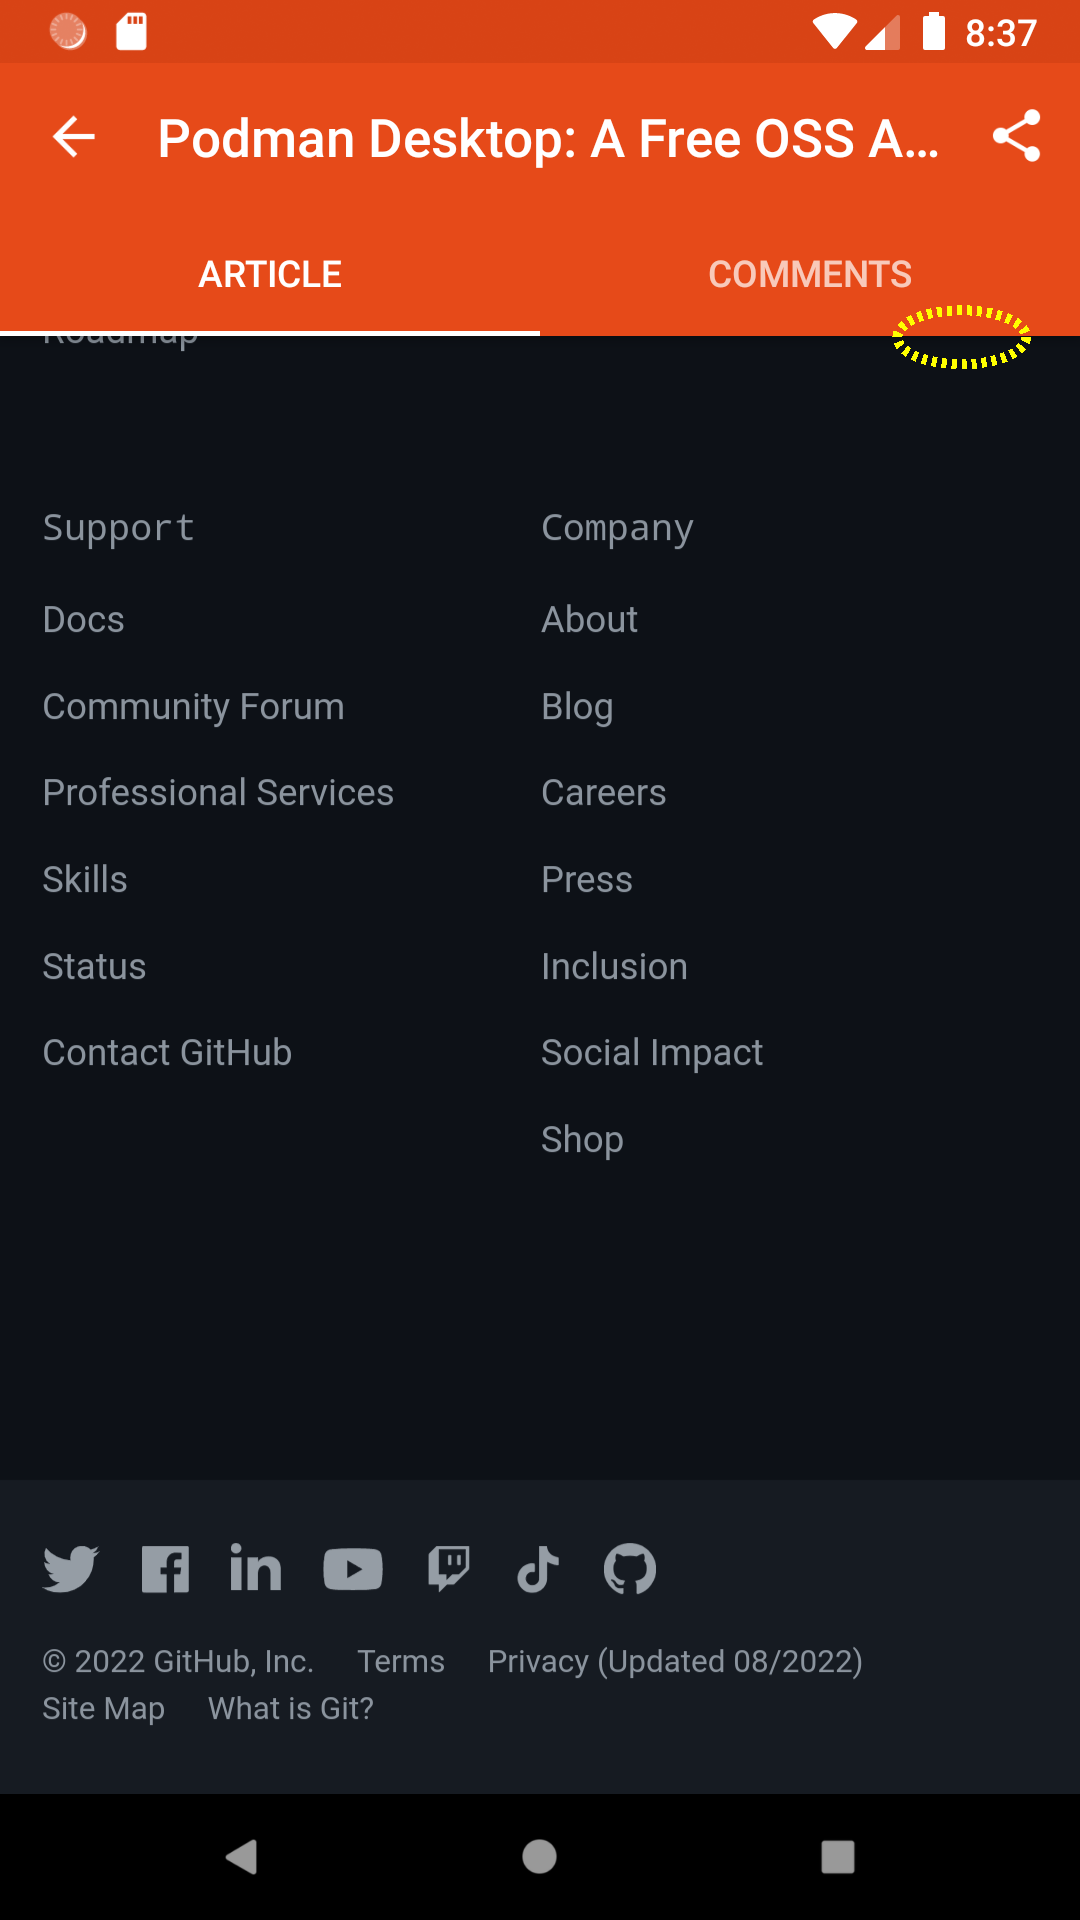 8:37
Podman Desktop: A Free OSS A...
ARTICLE COMMENTS
Roadmap
Support Company
Docs About
Community Forum Blog
Professional Services Careers
Skills Press
Status Inclusion
Contact GitHub Social Impact
Shop
© 2022 GitHub, Inc. Terms Privacy (Updated 08/2022)
Site Map What is Git?